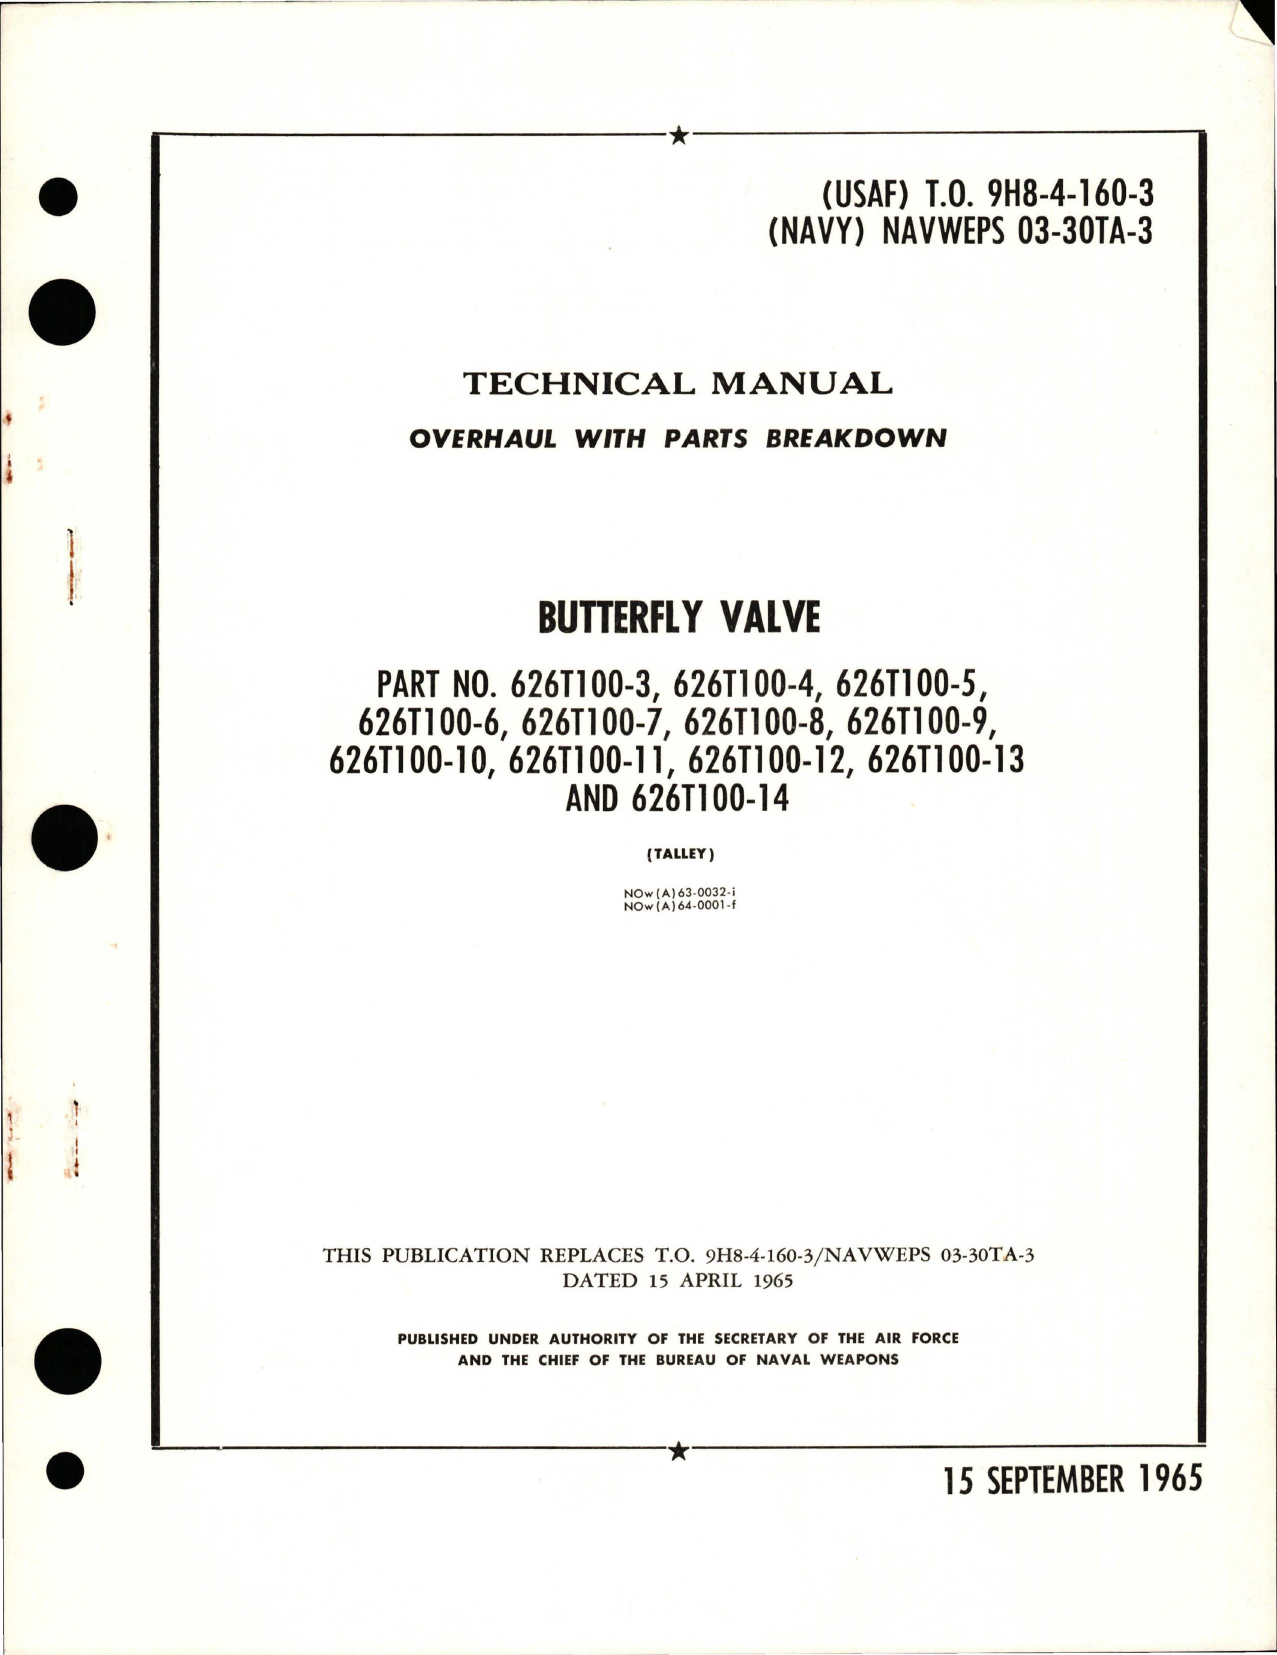 (USAF) T.O. 9H8-4-160-3
(NAVY) NAVWEPS 03-30TA-3
TECHNICAL MANUAL
OVERHAUL WITH PARTS BREAKDOWN
BUTTERFLY VALVE
PART NO. 626T100-3, 626T100-4, 626T100-5,
626T100-6, 626T100-7, 626T100-8, 626T100-9,
626T100-10, 626T100-11, 626T100-12, 626T100-13
AND 626T100-14
(TALLEY)
NOw(A)63-0032-i
NOw(A)64-0001-f
THIS PUBLICATION REPLACES T.O. 9H8-4-160-3/NAVWEPS 03-30TA-3
DATED 15 APRIL 1965
PUBLISHED UNDER AUTHORITY OF THE SECRETARY OF THE AIR FORCE
AND THE CHIEF OF THE BUREAU OF NAVAL WEAPONS
15 SEPTEMBER 1965